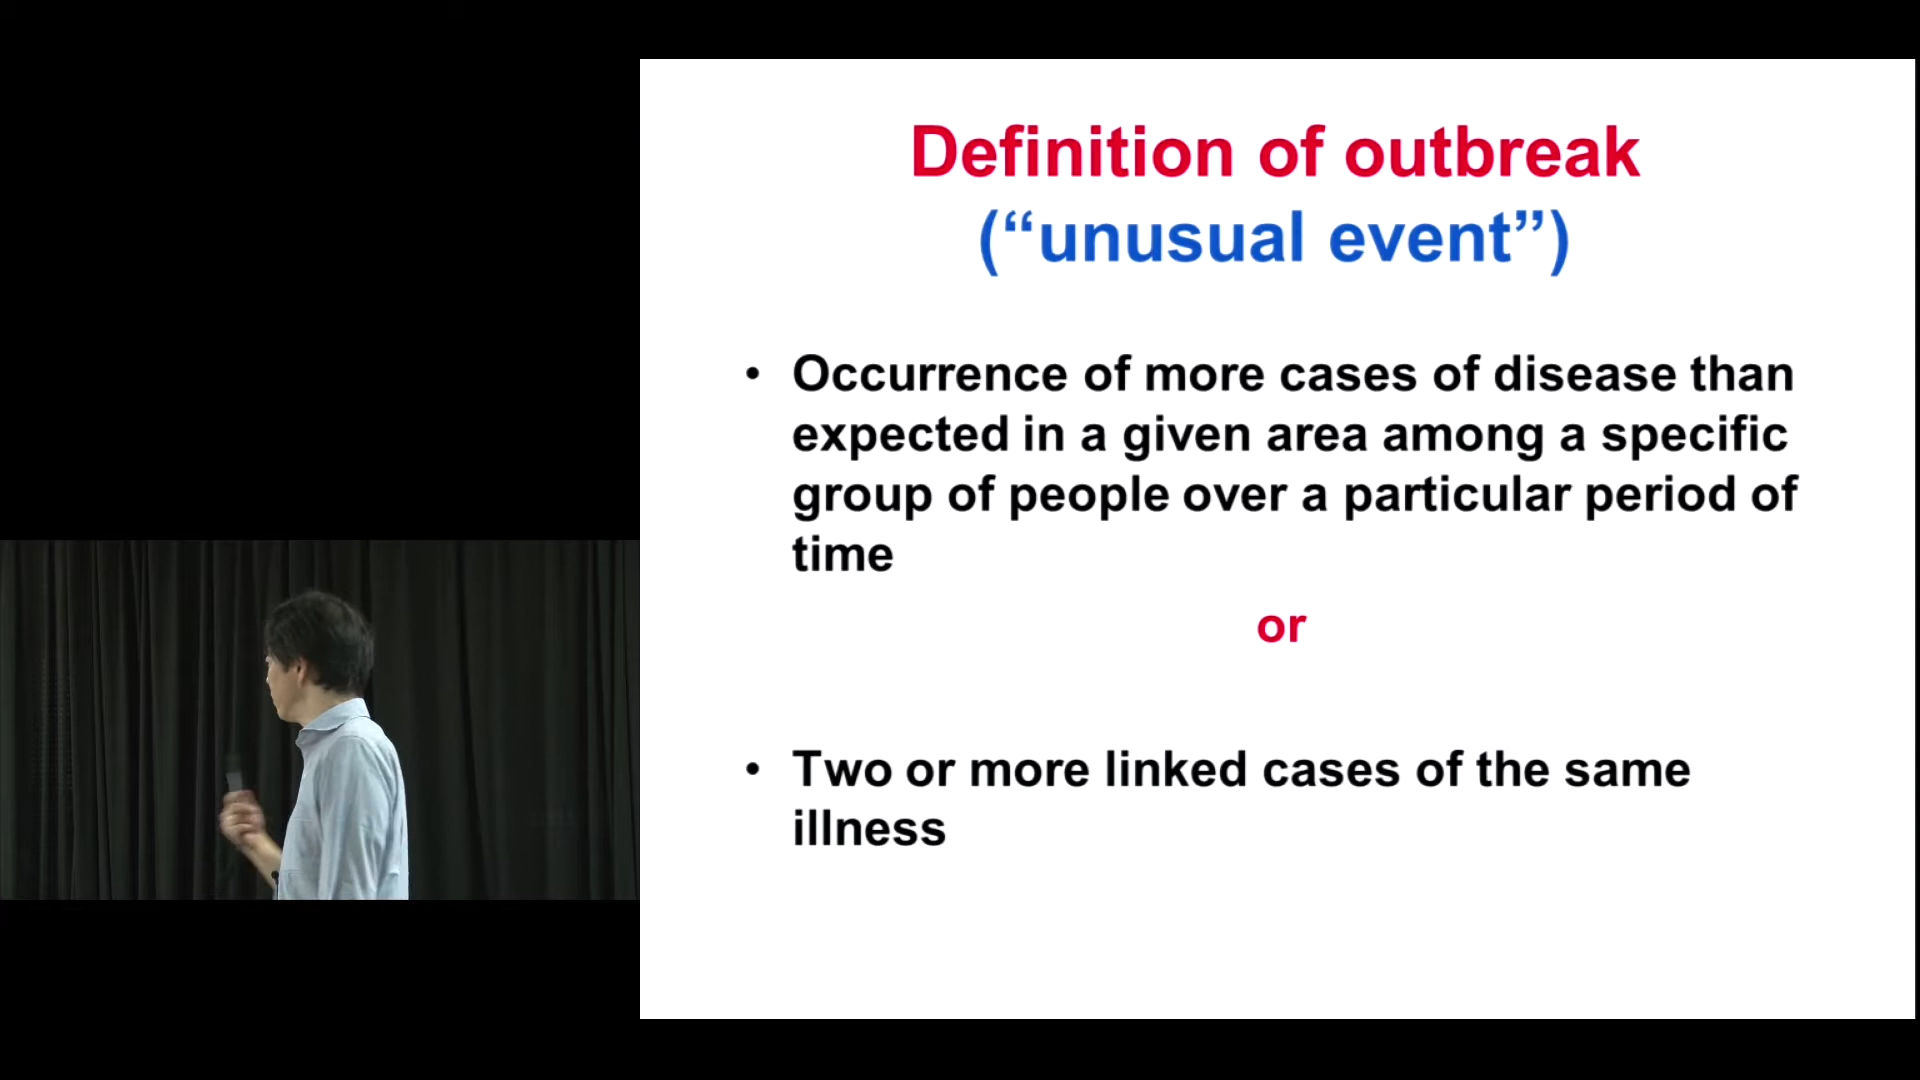 Definition of outbreak
(“unusual event”)
• Occurrence of more cases of disease than
expected in a given area among a specific
group of people over a particular period of
time
or
• Two or more linked cases of the same
illness